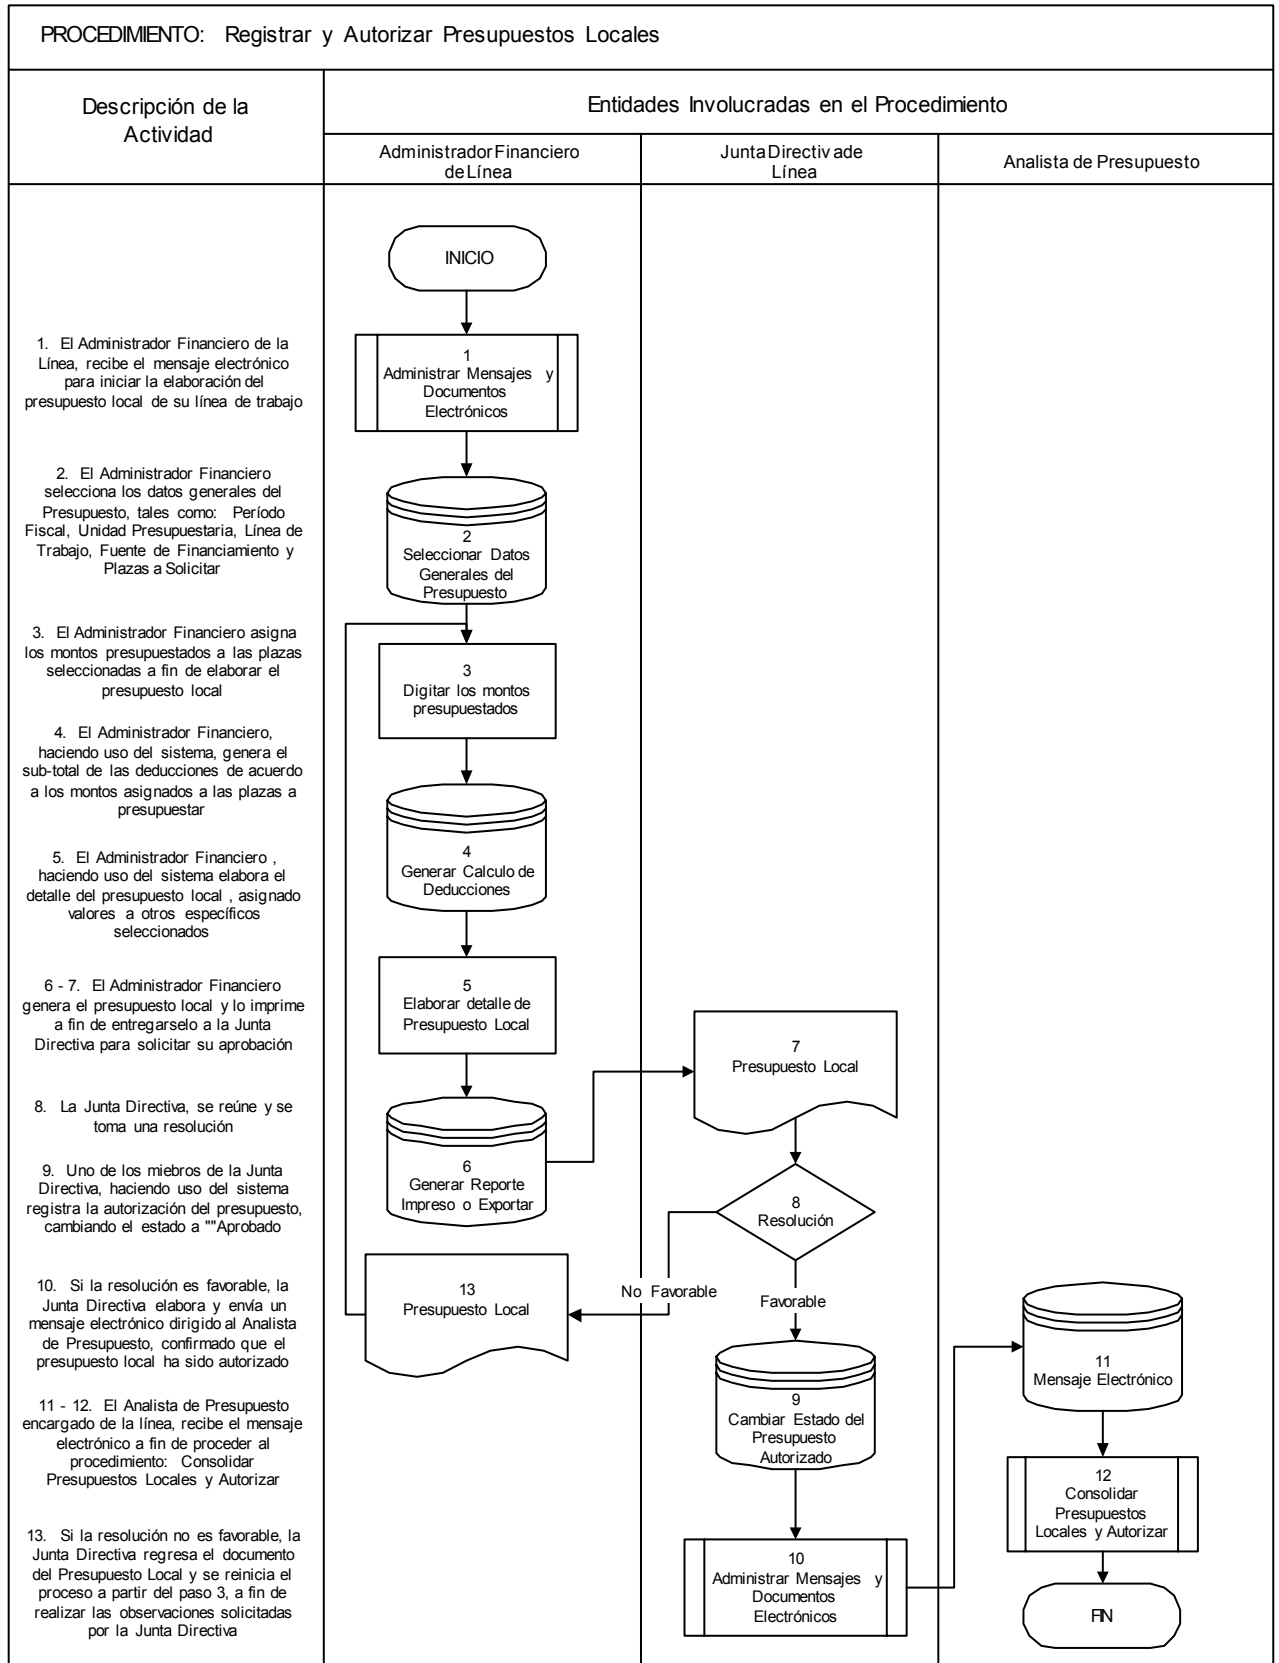 PROCEDIMIENTO: Registrar y Autorizar Presupuestos Locales
Descripción de la
Actividad
Entidades Involucradas en el Procedimiento
Administrador Financiero
de Línea
Junta Directiv a de
Línea
Analista de Presupuesto
1. El Administrador Financiero de la
Línea, recibe el mensaje electrónico
para iniciar la elaboración del
presupuesto local de su línea de trabajo
2. El Administrador Financiero
selecciona los datos generales del
Presupuesto, tales como: Período
Fiscal, Unidad Presupuestaria, Línea de
Trabajo, Fuente de Financiamiento y
Plazas a Solicitar
3. El Administrador Financiero asigna
los montos presupuestados a las plazas
seleccionadas a fin de elaborar el
presupuesto local
4. El Administrador Financiero,
haciendo uso del sistema, genera el
sub-total de las deducciones de acuerdo
a los montos asignados a las plazas a
presupuestar
5. El Administrador Financiero ,
haciendo uso del sistema elabora el
detalle del presupuesto local , asignado
valores a otros específicos
seleccionados
6 - 7. El Administrador Financiero
genera el presupuesto local y lo imprime
a fin de entregarselo a la Junta
Directiva para solicitar su aprobación
8. La Junta Directiva, se reúne y se
toma una resolución
9. Uno de los miebros de la Junta
Directiva, haciendo uso del sistema
registra la autorización del presupuesto,
cambiando el estado a ""Aprobado
10. Si la resolución es favorable, la
Junta Directiva elabora y envía un
mensaje electrónico dirigido al Analista
de Presupuesto, confirmado que el
presupuesto local ha sido autorizado
11 - 12. El Analista de Presupuesto
encargado de la línea, recibe el mensaje
electrónico a fin de proceder al
procedimiento: Consolidar
Presupuestos Locales y Autorizar
13. Si la resolución no es favorable, la
Junta Directiva regresa el documento
del Presupuesto Local y se reinicia el
proceso a partir del paso 3, a fin de
realizar las observaciones solicitadas
por la Junta Directiva
INICIO
1
Administrar Mensajes y
Documentos
Electrónicos
2
Seleccionar Datos
Generales del
Presupuesto
3
Digitar los montos
presupuestados
4
Generar Calculo de
Deducciones
5
Elaborar detalle de
Presupuesto Local
6
Generar Reporte
Impreso o Exportar
7
Presupuesto Local
8
Resolución
No Favorable
Favorable
13
Presupuesto Local
9
Cambiar Estado del
Presupuesto
Autorizado
10
Administrar Mensajes y
Documentos
Electrónicos
11
Mensaje Electrónico
12
Consolidar
Presupuestos
Locales y Autorizar
FIN